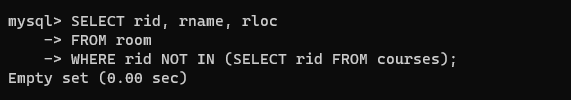 mysql> SELECT rid, rname, rloc
-> FROM room
-> WHERE rid NOT IN (SELECT rid FROM courses);
Empty set (0.00 sec)